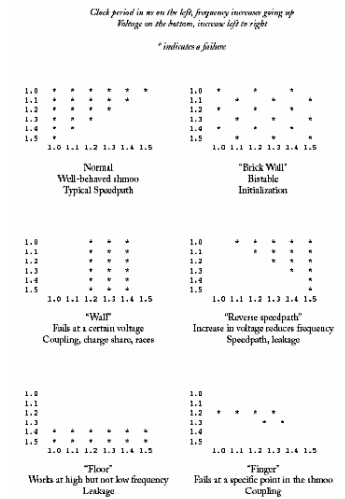 Clock period in ns on the left, frequency increases going up
Voltage on the bottom, increase left to right
* indicates a failure
1.0 * * * * * *
1.1 * * * * *
1.2 * * * *
1.3 * * *
1.4 * *
1.5 *
1.0 1.1 1.2 1.3 1.4 1.5
Normal
Well-behaved shmoo
Typical Speedpath
1.0 * * *
1.1 * * *
1.2 * * *
1.3 * * *
1.4 * * *
1.5 * * *
1.0 1.1 1.2 1.3 1.4 1.5
"Brick Wall"
Bistable
Initialization
1.0 * * *
1.1 * * *
1.2 * * *
1.3 * * *
1.4 * * *
1.5 * * *
1.0 1.1 1.2 1.3 1.4 1.5
"Wall"
Fails at a certain voltage
Coupling, charge share, races
1.0 * * * * *
1.1 * * * *
1.2 * * *
1.3 * *
1.4 *
1.5 *
1.0 1.1 1.2 1.3 1.4 1.5
"Reverse speedpath"
Increase in voltage reduces frequency
Speedpath, leakage
1.0
1.1
1.2
1.3
1.4 * * * * * *
1.5 * * * * * *
1.0 1.1 1.2 1.3 1.4 1.5
"Floor"
Works at high but not low frequency
Leakage
1.0
1.1
1.2 * * * *
1.3 * *
1.4
1.5
1.0 1.1 1.2 1.3 1.4 1.5
"Finger"
Fails at a specific point in the shmoo
Coupling